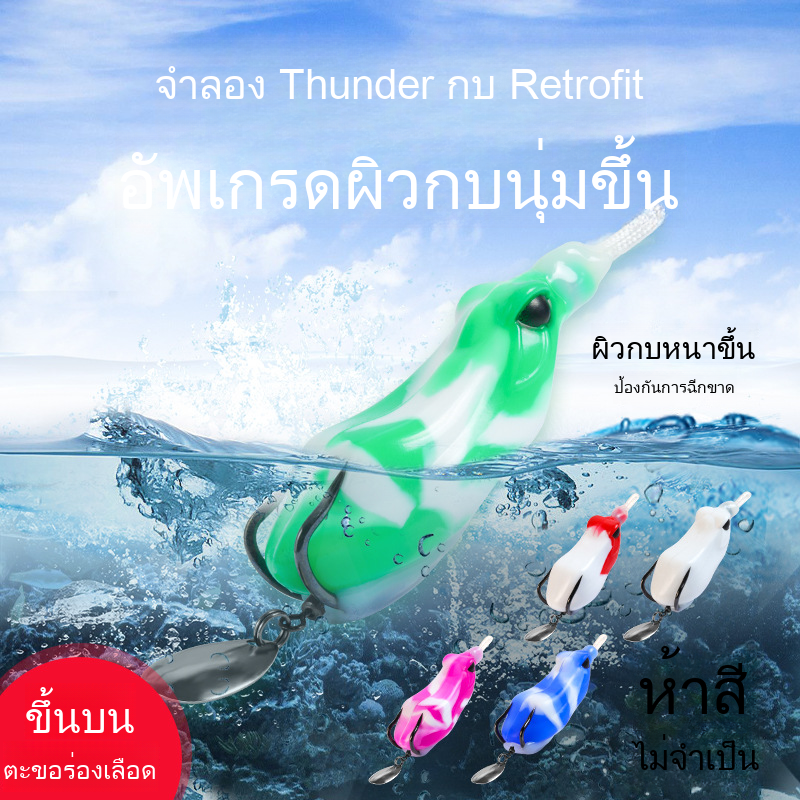 จำลอง Thunder กบ Retrofit
อัพเกรดผิวกบนุ่มขึ้น
ผิวกบหนาขึ้น
ป้องกันการฉีกขาด
ห้าสี
ไม่จำเป็น
ขึ้นบน
ตะขอร่องเลือด